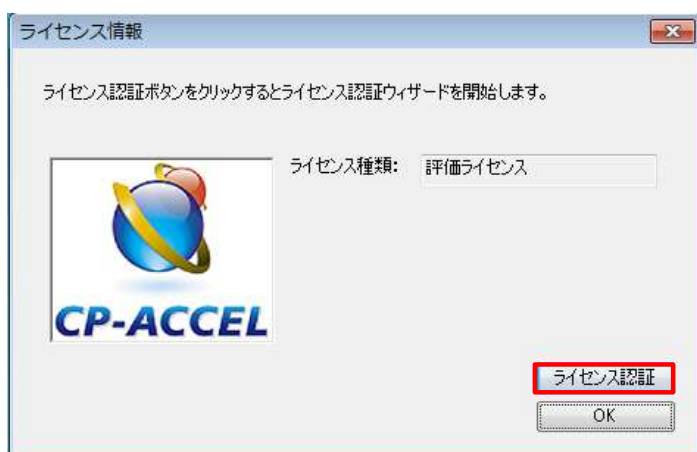 ライセンス情報
ライセンス認証ボタンをクリックするとライセンス認証ウィザードを開始します。
ライセンス種類: 評価ライセンス
CP-ACCEL
ライセンス認証
OK